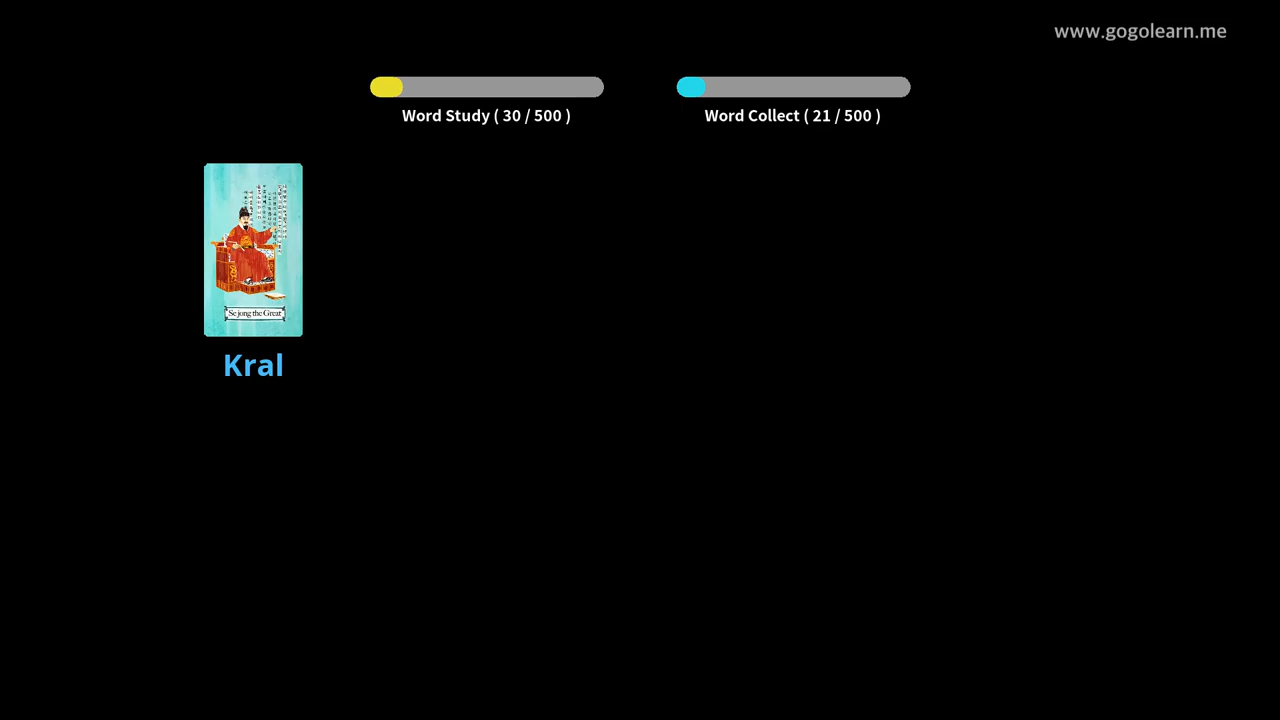 www.gogolearn.me
Word Study ( 30 / 500 )
Word Collect ( 21 / 500 )
Se jong the Great
Kral